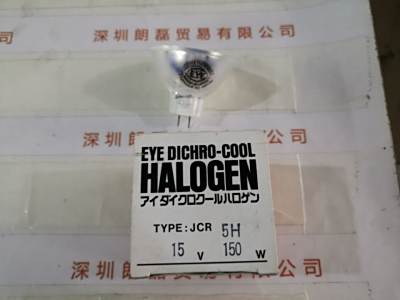 深圳朗磊贸易有限公司
深圳朗磊贸易有限公司
深圳朗磊贸易有限公司
EYE DICHRO-COOL
HALOGEN
アイ ダイクロクールハロゲン
TYPE:JCR 5H
15 V 150 W